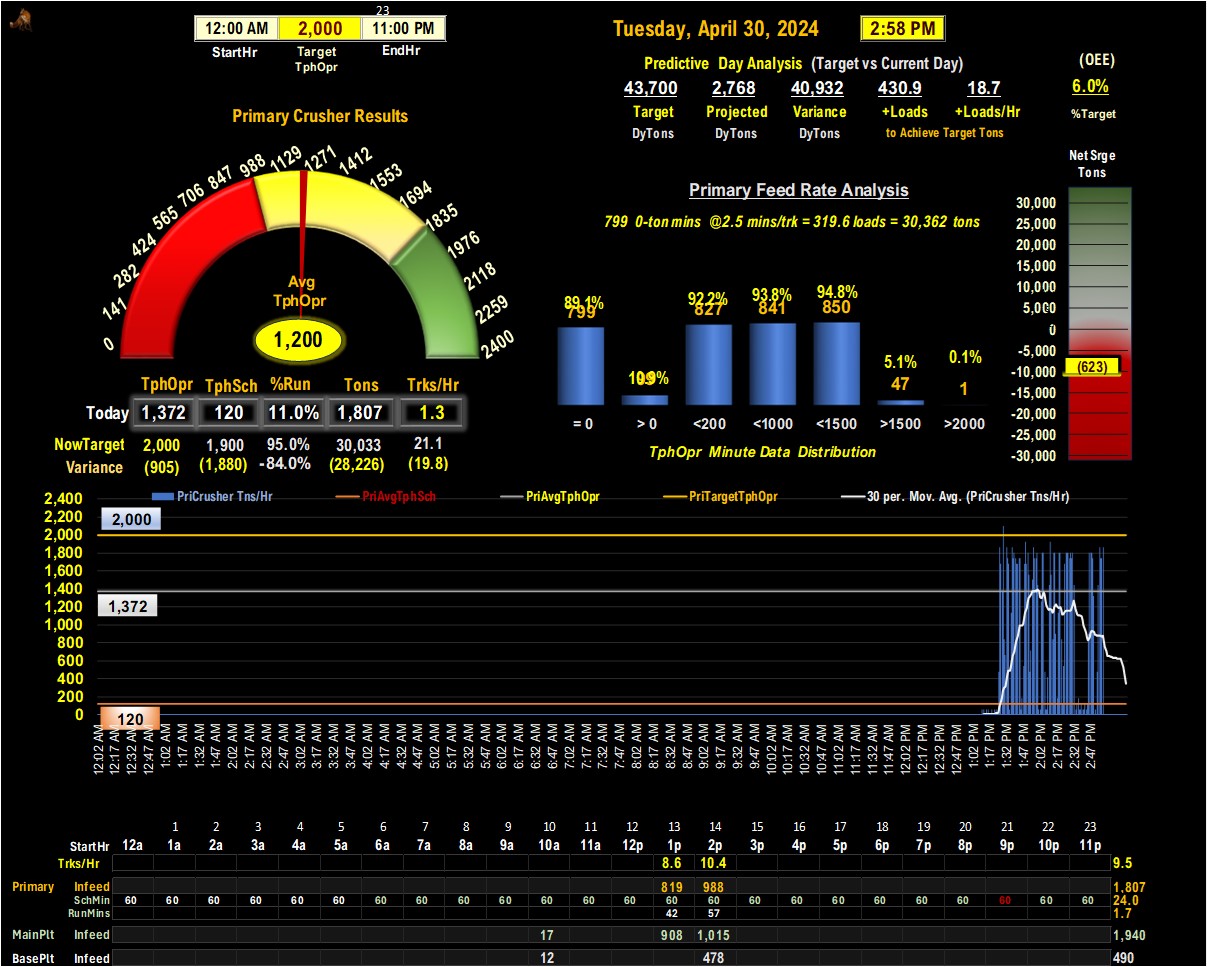 23
12:00 AM 2,000 11:00 PM
StartHr Target EndHr
TphOpr
Tuesday, April 30, 2024 2:58 PM
Predictive Day Analysis (Target vs Current Day)
43,700 2,768 40,932 430.9 18.7
Target Projected Variance +Loads +Loads/Hr
DyTons DyTons DyTons to Achieve Target Tons
(OEE)
6.0%
%Target
Primary Crusher Results
0 141 282 424 565 706 847 988 1129 1271 1412 1553 1694 1835 1976 2118 2259 2400
Avg
TphOpr
1,200
TphOpr TphSch %Run Tons Trks/Hr
Today 1,372 120 11.0% 1,807 1.3
NowTarget 2,000 1,900 95.0% 30,033 21.1
Variance (905) (1,880) -84.0% (28,226) (19.8)
Primary Feed Rate Analysis
799 0-ton mins @2.5 mins/trk = 319.6 loads = 30,362 tons
89.1% 10.9% 92.2% 93.8% 94.8% 5.1% 0.1%
799 827 841 850 47 1
= 0 > 0 <200 <1000 <1500 >1500 >2000
TphOpr Minute Data Distribution
Net Srge
Tons
30,000
25,000
20,000
15,000
10,000
5,000
0
-5,000
(623)
-10,000
-15,000
-20,000
-25,000
-30,000
PriCrusher Tns/Hr PriAvgTphSch PriAvgTphOpr PriTargetTphOpr 30 per. Mov. Avg. (PriCrusher Tns/Hr)
2,400
2,200
2,000
1,800
1,600
1,400
1,200
1,000
800
600
400
200
0
2,000
1,372
120
12:02 AM 12:17 AM 12:32 AM 12:47 AM 1:02 AM 1:17 AM 1:32 AM 1:47 AM 2:02 AM 2:17 AM 2:32 AM 2:47 AM 3:02 AM 3:17 AM 3:32 AM 3:47 AM 4:02 AM 4:17 AM 4:32 AM 4:47 AM 5:02 AM 5:17 AM 5:32 AM 5:47 AM 6:02 AM 6:17 AM 6:32 AM 6:47 AM 7:02 AM 7:17 AM 7:32 AM 7:47 AM 8:02 AM 8:17 AM 8:32 AM 8:47 AM 9:02 AM 9:17 AM 9:32 AM 9:47 AM 10:02 AM 10:17 AM 10:32 AM 10:47 AM 11:02 AM 11:17 AM 11:32 AM 11:47 AM 12:02 PM 12:17 PM 12:32 PM 12:47 PM 1:02 PM 1:17 PM 1:32 PM 1:47 PM 2:02 PM 2:17 PM 2:32 PM 2:47 PM
1 2 3 4 5 6 7 8 9 10 11 12 13 14 15 16 17 18 19 20 21 22 23
StartHr 12a 1a 2a 3a 4a 5a 6a 7a 8a 9a 10a 11a 12p 1p 2p 3p 4p 5p 6p 7p 8p 9p 10p 11p
Trks/Hr 8.6 10.4 9.5
Primary Infeed 819 988 1,807
SchMin 60 60 60 60 60 60 60 60 60 60 60 60 60 60 60 60 60 60 60 60 60 60 60 60 24.0
RunMins 42 57 1.7
MainPlt Infeed 17 908 1,015 1,940
BasePlt Infeed 12 478 490